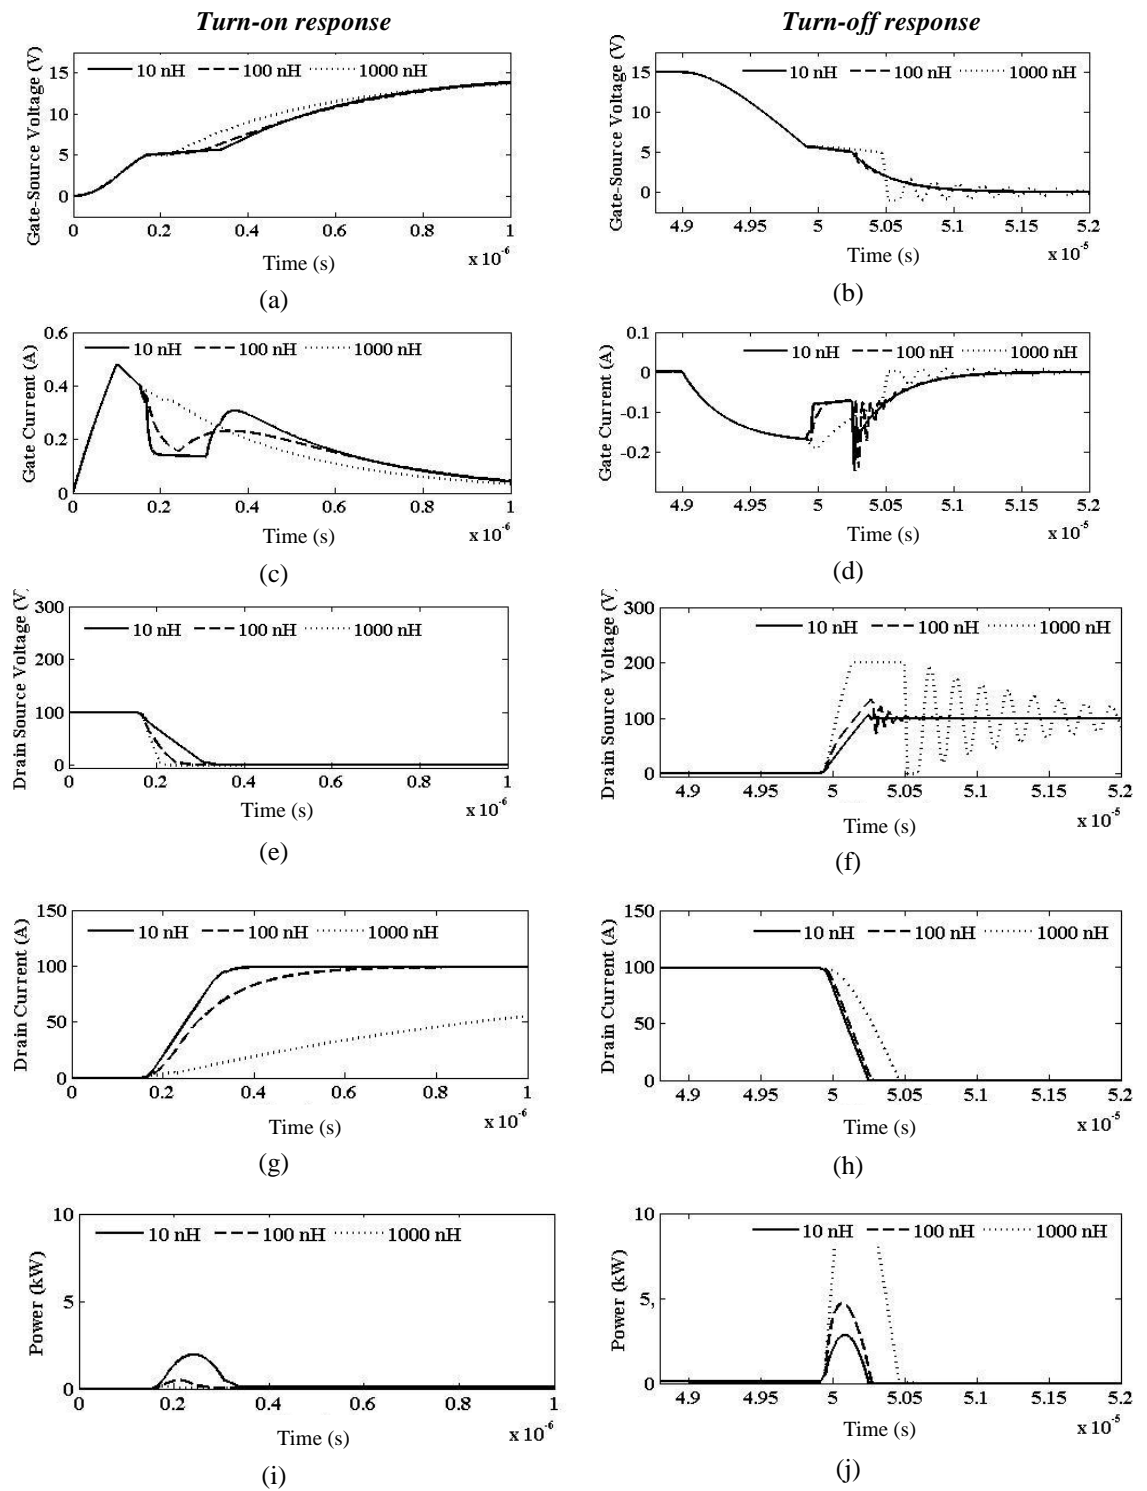 Turn-on response
Turn-off response
Gate-Source Voltage (V)
15
10
5
0
10 nH 100 nH 1000 nH
0 0.2 0.4 0.6 0.8 1
x 10^-6
Time (s)
(a)
Gate-Source Voltage (V)
15
10
5
0
10 nH 100 nH 1000 nH
4.9 4.95 5 5.05 5.1 5.15 5.2
x 10^-5
Time (s)
(b)
Gate Current (A)
0.6
0.4
0.2
0
10 nH 100 nH 1000 nH
0 0.2 0.4 0.6 0.8 1
x 10^-6
Time (s)
(c)
Gate Current (A)
0.1
0
-0.1
-0.2
10 nH 100 nH 1000 nH
4.9 4.95 5 5.05 5.1 5.15 5.2
x 10^-5
Time (s)
(d)
Drain Source Voltage (V)
300
200
100
0
10 nH 100 nH 1000 nH
0 0.2 0.4 0.6 0.8 1
x 10^-6
Time (s)
(e)
Drain Source Voltage (V)
300
200
100
0
10 nH 100 nH 1000 nH
4.9 4.95 5 5.05 5.1 5.15 5.2
x 10^-5
Time (s)
(f)
Drain Current (A)
150
100
50
0
10 nH 100 nH 1000 nH
0 0.2 0.4 0.6 0.8 1
x 10^-6
Time (s)
(g)
Drain Current (A)
150
100
50
0
10 nH 100 nH 1000 nH
4.9 4.95 5 5.05 5.1 5.15 5.2
x 10^-5
Time (s)
(h)
Power (kW)
10
5
0
10 nH 100 nH 1000 nH
0 0.2 0.4 0.6 0.8 1
x 10^-6
Time (s)
(i)
Power (kW)
10
5
0
10 nH 100 nH 1000 nH
4.9 4.95 5 5.05 5.1 5.15 5.2
x 10^-5
Time (s)
(j)